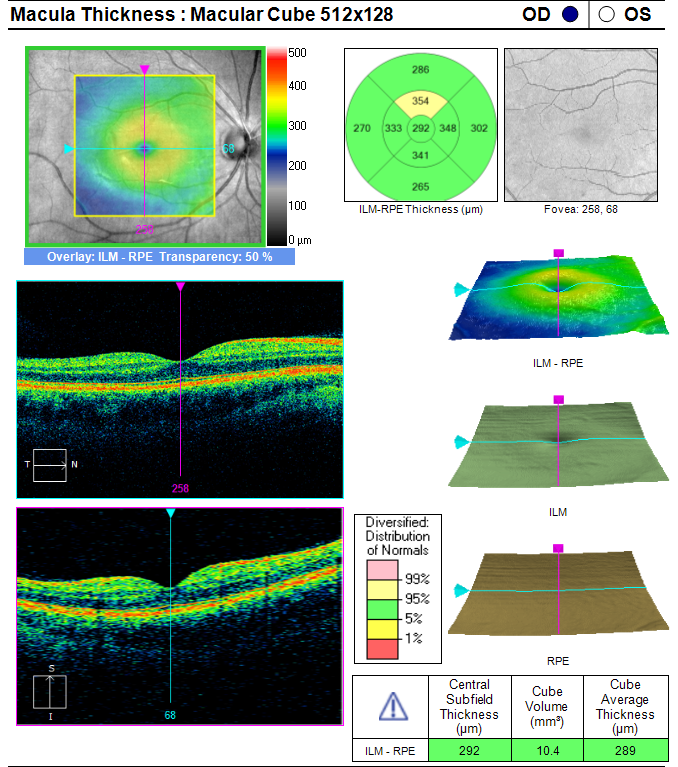 Macula Thickness : Macular Cube 512x128
OD OS
500
400
300
200
100
0 µm
58
258
Overlay: ILM - RPE Transparency: 50 %
286
354
270 333 292 348 302
341
265
ILM-RPE Thickness (µm)
Fovea: 258, 68
ILM - RPE
T N
258
ILM
Diversified:
Distribution
of Normals
99%
95%
5%
1%
RPE
S
I
68
Central
Subfield
Thickness
(µm)
Cube
Volume
(mm³)
Cube
Average
Thickness
(µm)
ILM - RPE 292 10.4 289